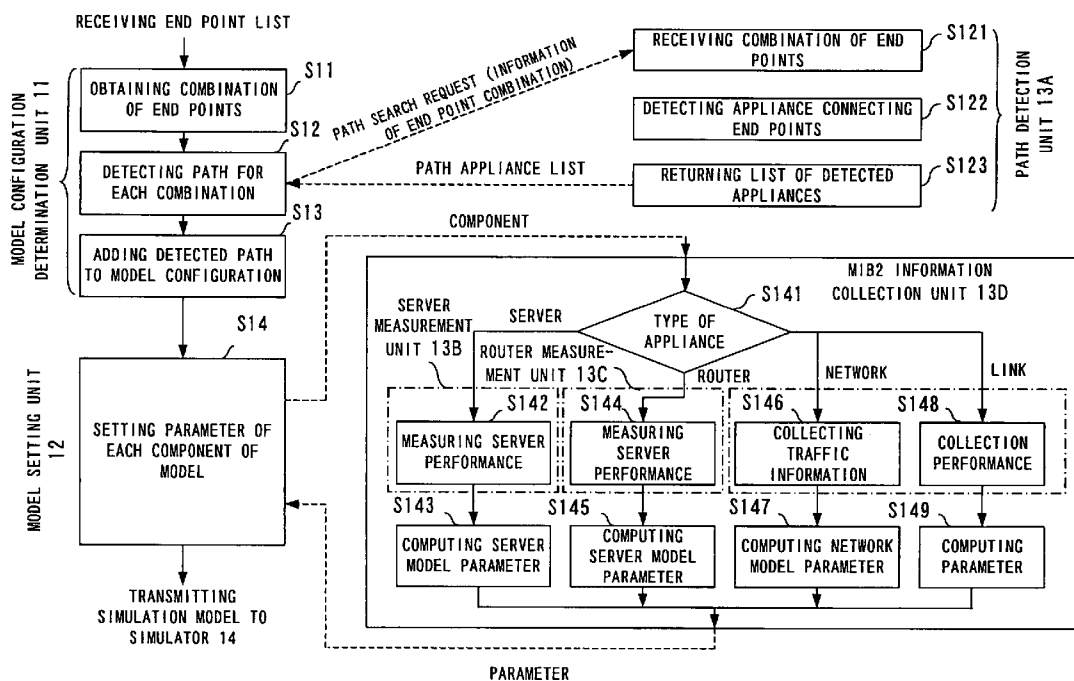 RECEIVING END POINT LIST
MODEL CONFIGURATION
DETERMINATION UNIT 11
S11
OBTAINING COMBINATION
OF END POINTS
S12
DETECTING PATH FOR
EACH COMBINATION
S13
ADDING DETECTED PATH
TO MODEL CONFIGURATION
PATH SEARCH REQUEST (INFORMATION
OF END POINT COMBINATION)
PATH APPLIANCE LIST
S121
RECEIVING COMBINATION OF END
POINTS
S122
DETECTING APPLIANCE CONNECTING
END POINTS
S123
RETURNING LIST OF DETECTED
APPLIANCES
PATH DETECTION
UNIT 13A
COMPONENT
S14
MODEL SETTING UNIT
12
SETTING PARAMETER OF
EACH COMPONENT OF
MODEL
TRANSMITTING
SIMULATION MODEL TO
SIMULATOR 14
MIB2 INFORMATION
COLLECTION UNIT 13D
S141
TYPE OF
APPLIANCE
SERVER
MEASUREMENT
UNIT 13B
SERVER
ROUTER MEASURE-
MENT UNIT 13C
ROUTER
NETWORK
LINK
S142
MEASURING SERVER
PERFORMANCE
S144
MEASURING
SERVER
PERFORMANCE
S146
COLLECTING
TRAFFIC
INFORMATION
S148
COLLECTION
PERFORMANCE
S143
COMPUTING SERVER
MODEL PARAMETER
S145
COMPUTING
SERVER MODEL
PARAMETER
S147
COMPUTING NETWORK
MODEL PARAMETER
S149
COMPUTING
PARAMETER
PARAMETER